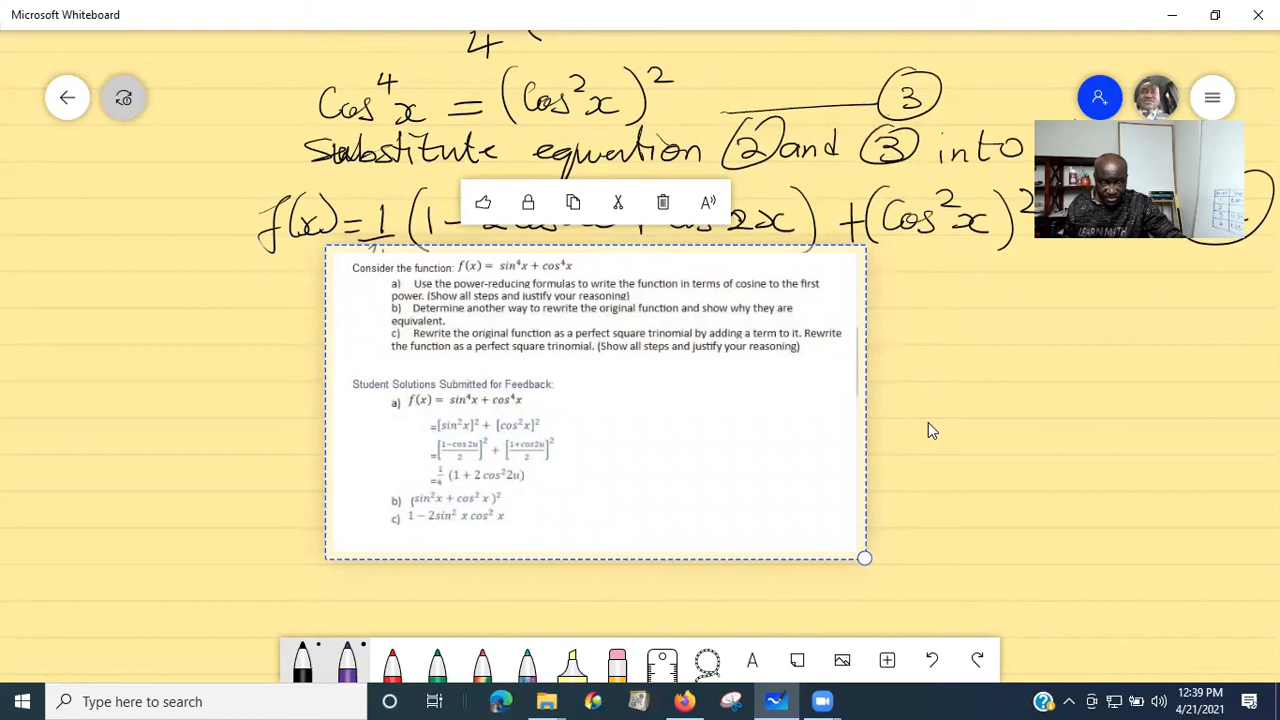 Microsoft Whiteboard
4
Cos⁴x = (Cos²x)² ③
Substitute equation ② and ③ into
f(x) = 1 (1 - 2x) + (Cos²x)²
Consider the function: f(x) = sin⁴x + cos⁴x
a) Use the power-reducing formulas to write the function in terms of cosine to the first
power. (Show all steps and justify your reasoning)
b) Determine another way to rewrite the original function and show why they are
equivalent.
c) Rewrite the original function as a perfect square trinomial by adding a term to it. Rewrite
the function as a perfect square trinomial. (Show all steps and justify your reasoning)
Student Solutions Submitted for Feedback:
a) f(x) = sin⁴x + cos⁴x
=[sin²x]² + [cos²x]²
=[(1−cos 2u)/2]² + [(1+cos2u)/2]²
=1/4 (1 + 2 cos²2u)
b) (sin²x + cos² x )²
c) 1 − 2sin² x cos² x
LEARN MATH
Type here to search
12:39 PM
4/21/2021